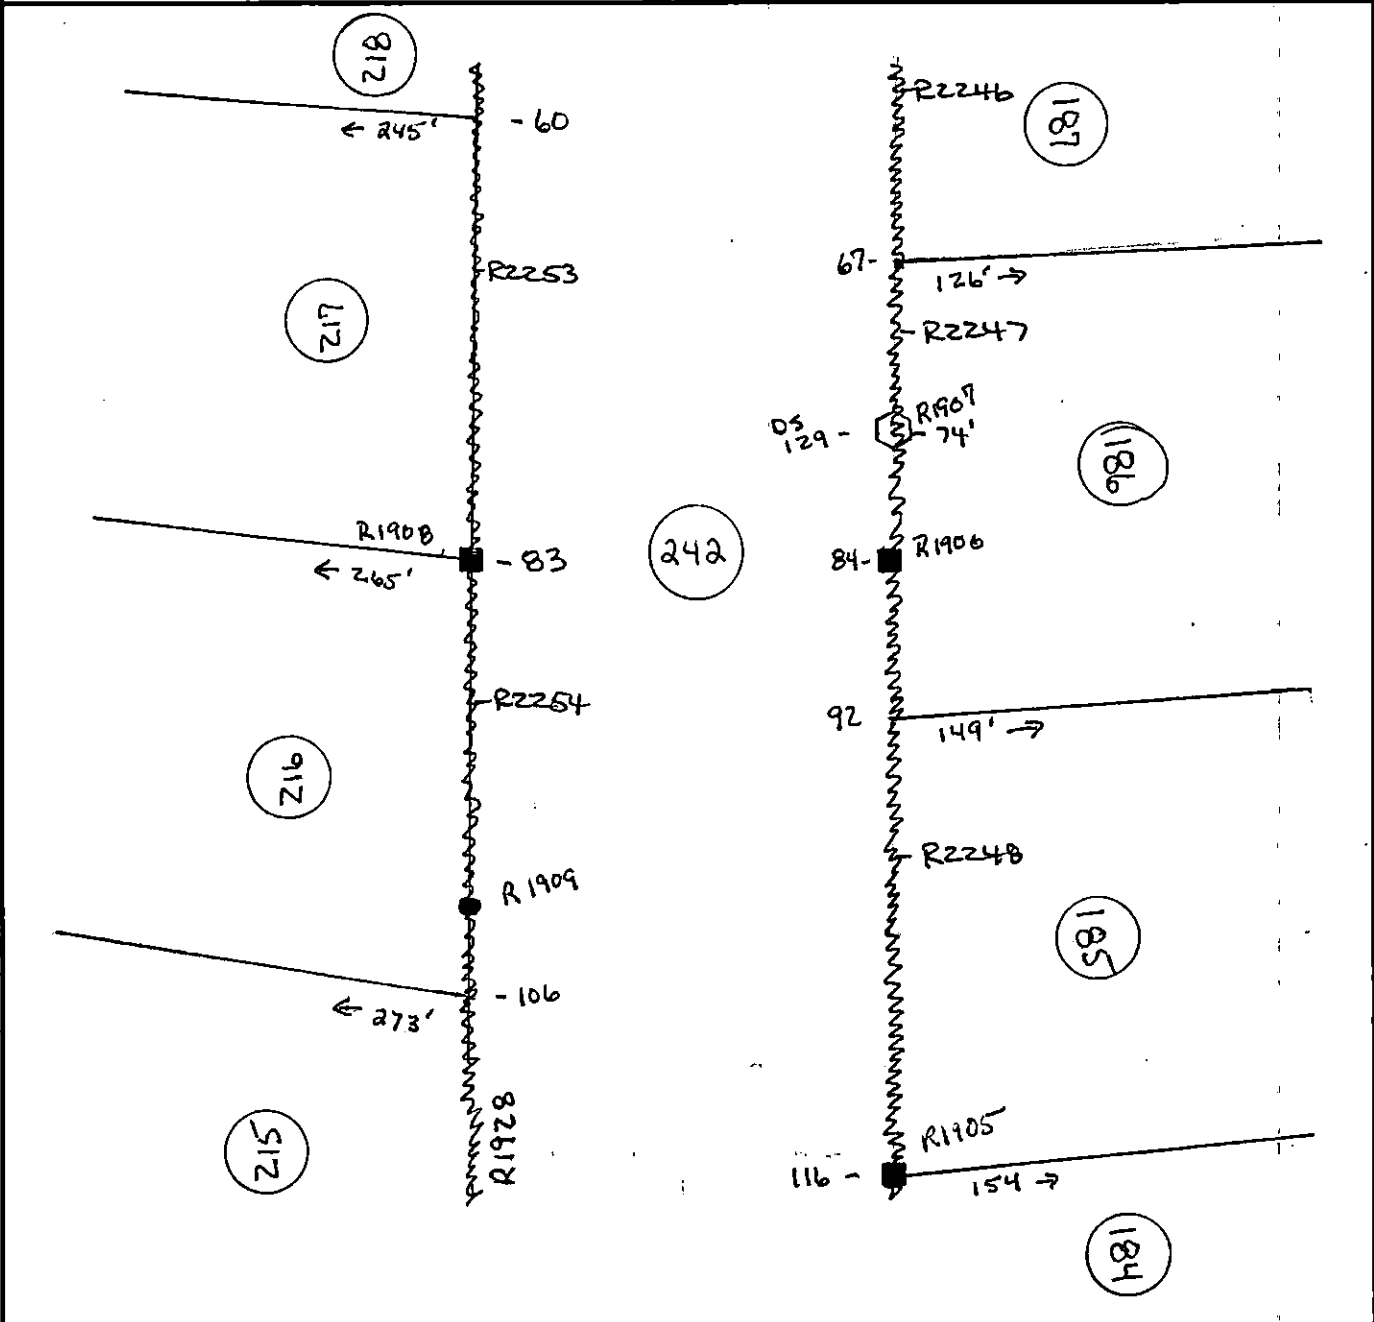 218
← 245'
- 60
R2253
217
R1908
← 265'
- 83
R2254
216
R1909
- 106
← 273'
215
R1928
242
R2246
187
67-
126' →
R2247
R1907
DS
129 -
- 74'
186
84-
R1906
92
149' →
R2248
185
R1905
116 -
154 →
184